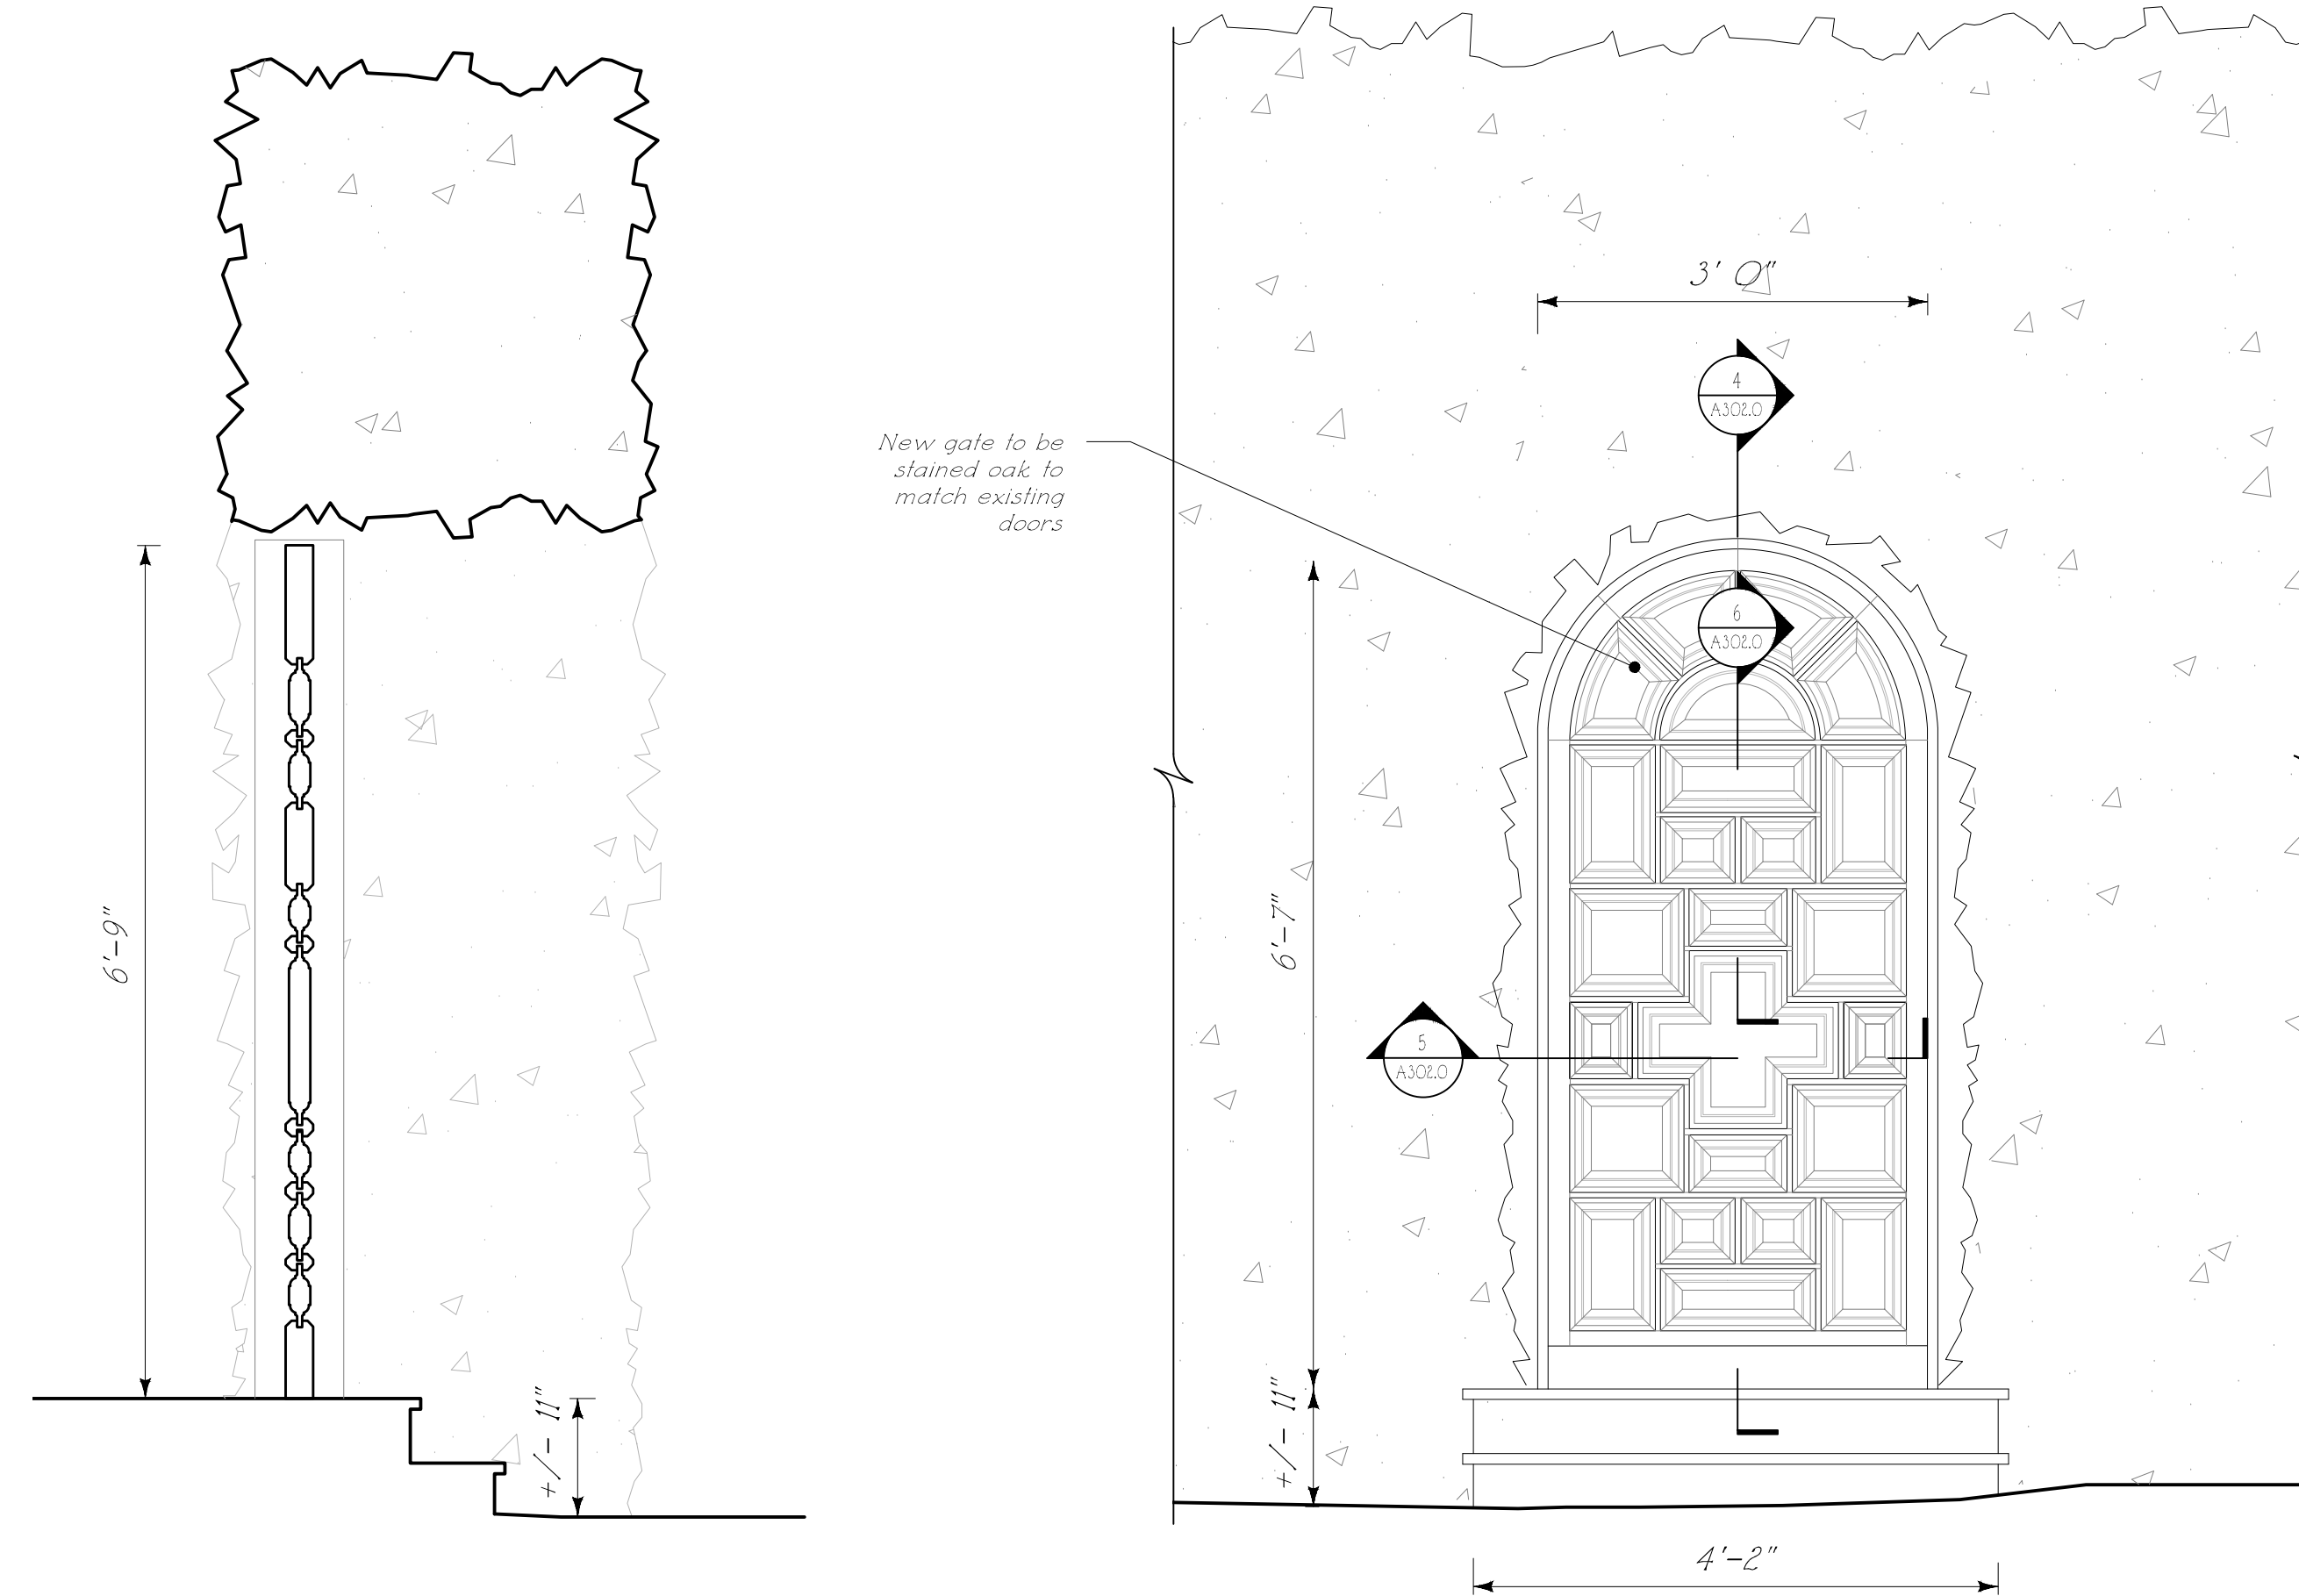 3' 0"
4
A302.0
New gate to be
stained oak to
match existing
doors
6
A302.0
6'-9"
6'-7"
5
A302.0
+/- 11"
+/- 11"
4'-2"